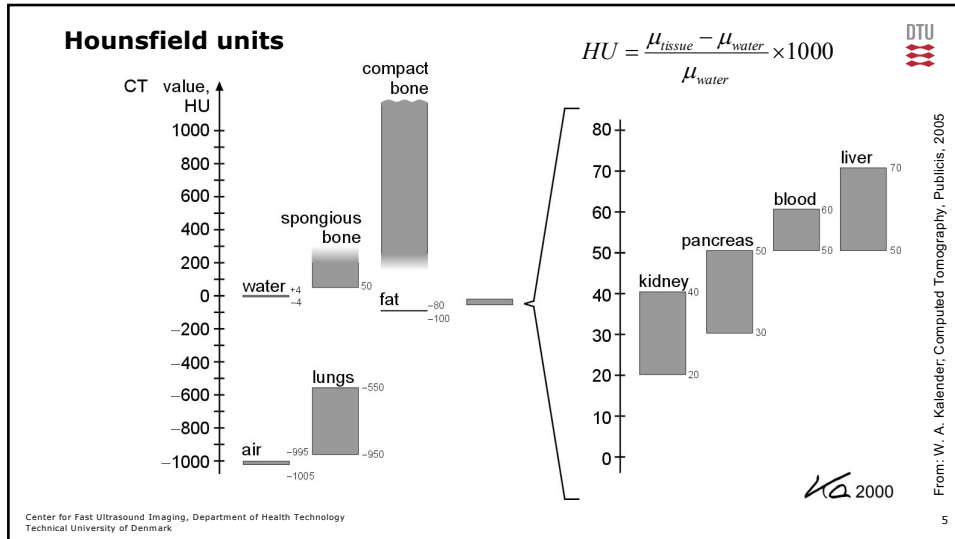 Hounsfield units
HU = (μ_tissue − μ_water) / μ_water × 1000
DTU
CT value,
HU
1000
800
600
400
200
0
−200
−400
−600
−800
−1000
compact
bone
spongious
bone
50
water
+4
−4
fat
−80
−100
lungs
−550
−950
air
−995
−1005
80
70
60
50
40
30
20
10
0
kidney
40
20
pancreas
50
30
blood
60
50
liver
70
50
2000
From: W. A. Kalender; Computed Tomography, Publicis, 2005
Center for Fast Ultrasound Imaging, Department of Health Technology
Technical University of Denmark
5